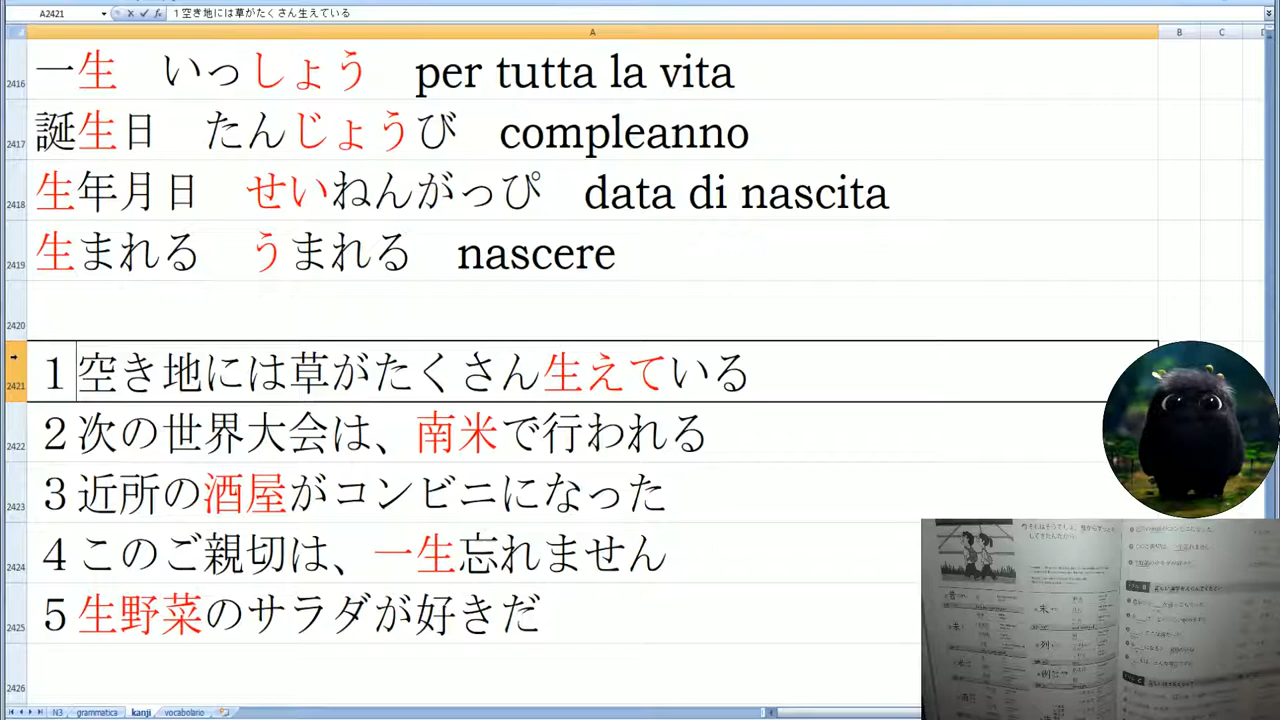 A2421
1 空き地には草がたくさん生えている
A
B
C
2416
一生 いっしょう per tutta la vita
2417
誕生日 たんじょうび compleanno
2418
生年月日 せいねんがっぴ data di nascita
2419
生まれる うまれる nascere
2420
2421
1 空き地には草がたくさん生えている
2422
2 次の世界大会は、南米で行われる
2423
3 近所の酒屋がコンビニになった
2424
4 このご親切は、一生忘れません
2425
5 生野菜のサラダが好きだ
2426
N3 grammatica kanji vocabolario